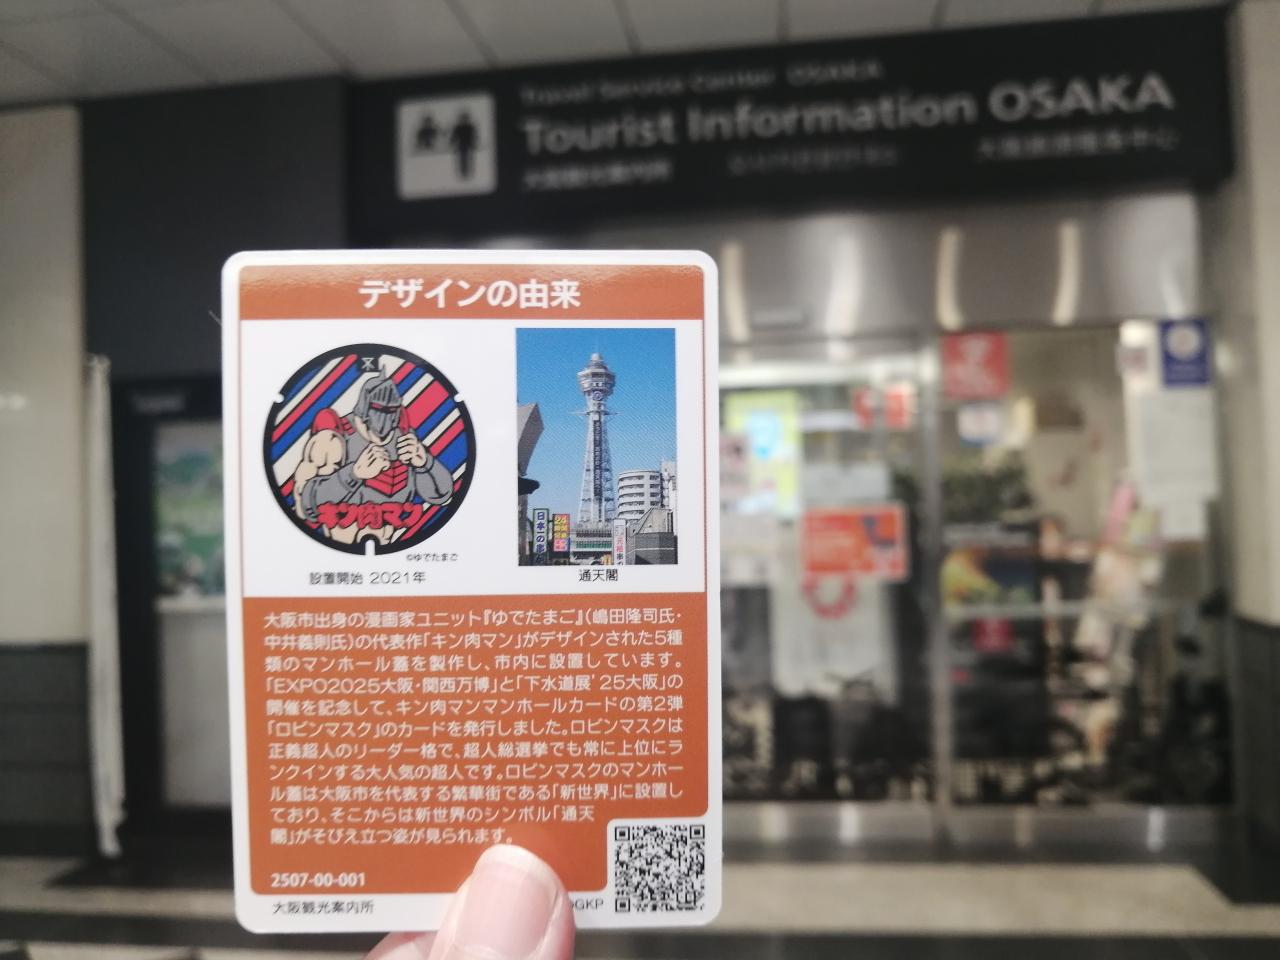 Travel Service Center OSAKA
Tourist Information OSAKA
大阪観光案内所
デザインの由来
キン肉マン
©ゆでたまご
設置開始 2021年
日本一の串
通天閣
大阪市出身の漫画家ユニット『ゆでたまご』(嶋田隆司氏・
中井義則氏)の代表作「キン肉マン」がデザインされた5種
類のマンホール蓋を製作し、市内に設置しています。
「EXPO2025大阪・関西万博」と「下水道展'25大阪」の
開催を記念して、キン肉マンマンホールカードの第2弾
「ロビンマスク」のカードを発行しました。ロビンマスクは
正義超人のリーダー格で、超人総選挙でも常に上位にラ
ンクインする大人気の超人です。ロビンマスクのマンホー
ル蓋は大阪市を代表する繁華街である「新世界」に設置し
ており、そこからは新世界のシンボル「通天
閣」がそびえ立つ姿が見られます。
2507-00-001
大阪観光案内所
GKP